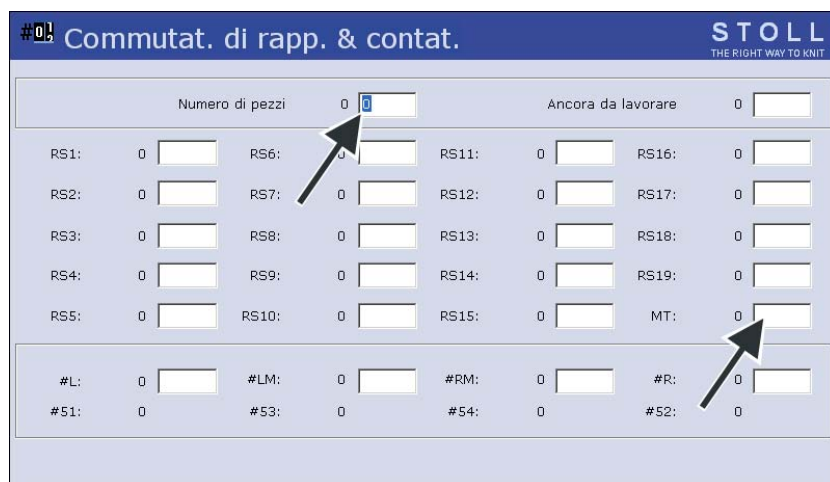 #0 1 2 Commutat. di rapp. & contat.
STOLL
THE RIGHT WAY TO KNIT
Numero di pezzi 0 0 Ancora da lavorare 0
RS1: 0 RS6: 0 RS11: 0 RS16: 0
RS2: 0 RS7: 0 RS12: 0 RS17: 0
RS3: 0 RS8: 0 RS13: 0 RS18: 0
RS4: 0 RS9: 0 RS14: 0 RS19: 0
RS5: 0 RS10: 0 RS15: 0 MT: 0
#L: 0 #LM: 0 #RM: 0 #R: 0
#51: 0 #53: 0 #54: 0 #52: 0